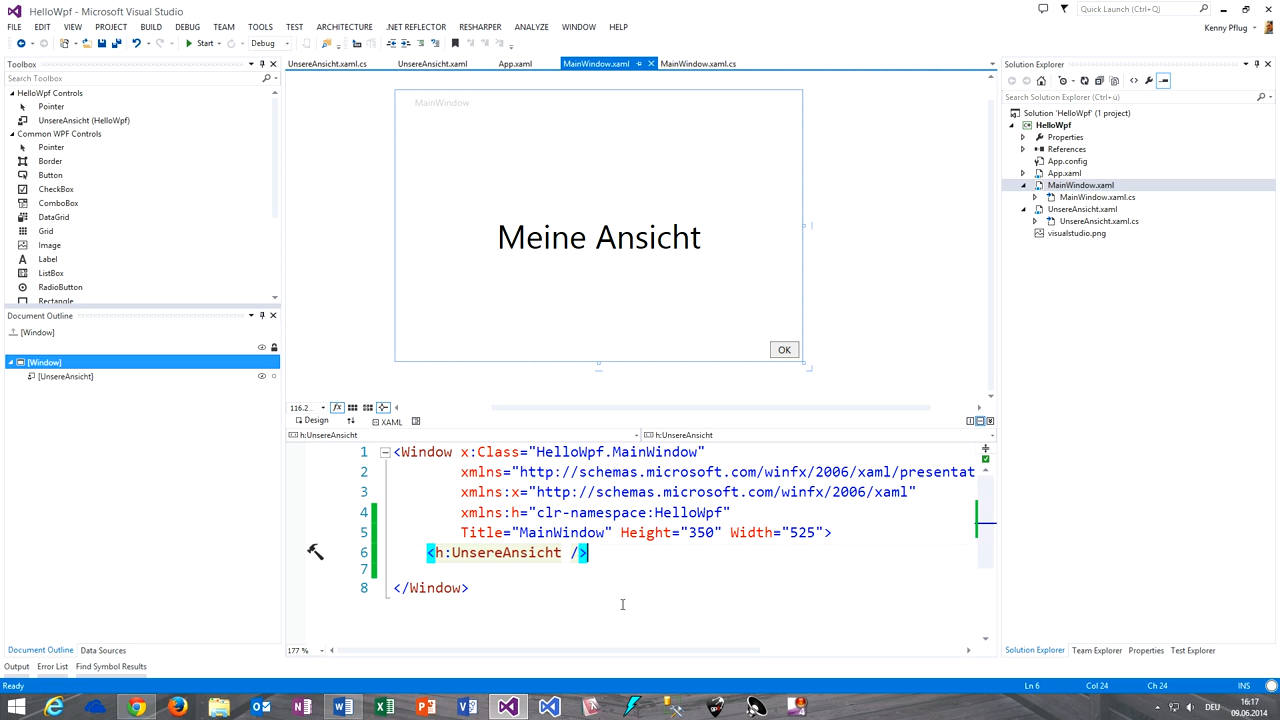 HelloWpf - Microsoft Visual Studio
Quick Launch (Ctrl+Ü)
FILE EDIT VIEW PROJECT BUILD DEBUG TEAM TOOLS TEST ARCHITECTURE .NET REFLECTOR RESHARPER ANALYZE WINDOW HELP
Kenny Pflug
Start
Debug
Toolbox
Search Toolbox
HelloWpf Controls
Pointer
UnsereAnsicht (HelloWpf)
Common WPF Controls
Pointer
Border
Button
CheckBox
ComboBox
DataGrid
Grid
Image
Label
ListBox
RadioButton
Rectangle
Document Outline
[Window]
[Window]
[UnsereAnsicht]
Document Outline Data Sources
UnsereAnsicht.xaml.cs UnsereAnsicht.xaml App.xaml MainWindow.xaml MainWindow.xaml.cs
MainWindow
Meine Ansicht
OK
116.2...
Design XAML
h:UnsereAnsicht h:UnsereAnsicht
1 <Window x:Class="HelloWpf.MainWindow"
2 xmlns="http://schemas.microsoft.com/winfx/2006/xaml/presentat
3 xmlns:x="http://schemas.microsoft.com/winfx/2006/xaml"
4 xmlns:h="clr-namespace:HelloWpf"
5 Title="MainWindow" Height="350" Width="525">
6 <h:UnsereAnsicht />
7
8 </Window>
177 %
Solution Explorer
Search Solution Explorer (Ctrl+ü)
Solution 'HelloWpf' (1 project)
HelloWpf
Properties
References
App.config
App.xaml
MainWindow.xaml
MainWindow.xaml.cs
UnsereAnsicht.xaml
UnsereAnsicht.xaml.cs
visualstudio.png
Solution Explorer Team Explorer Properties Test Explorer
Output Error List Find Symbol Results
Ready
Ln 6 Col 24 Ch 24 INS
DEU
16:17
09.06.2014